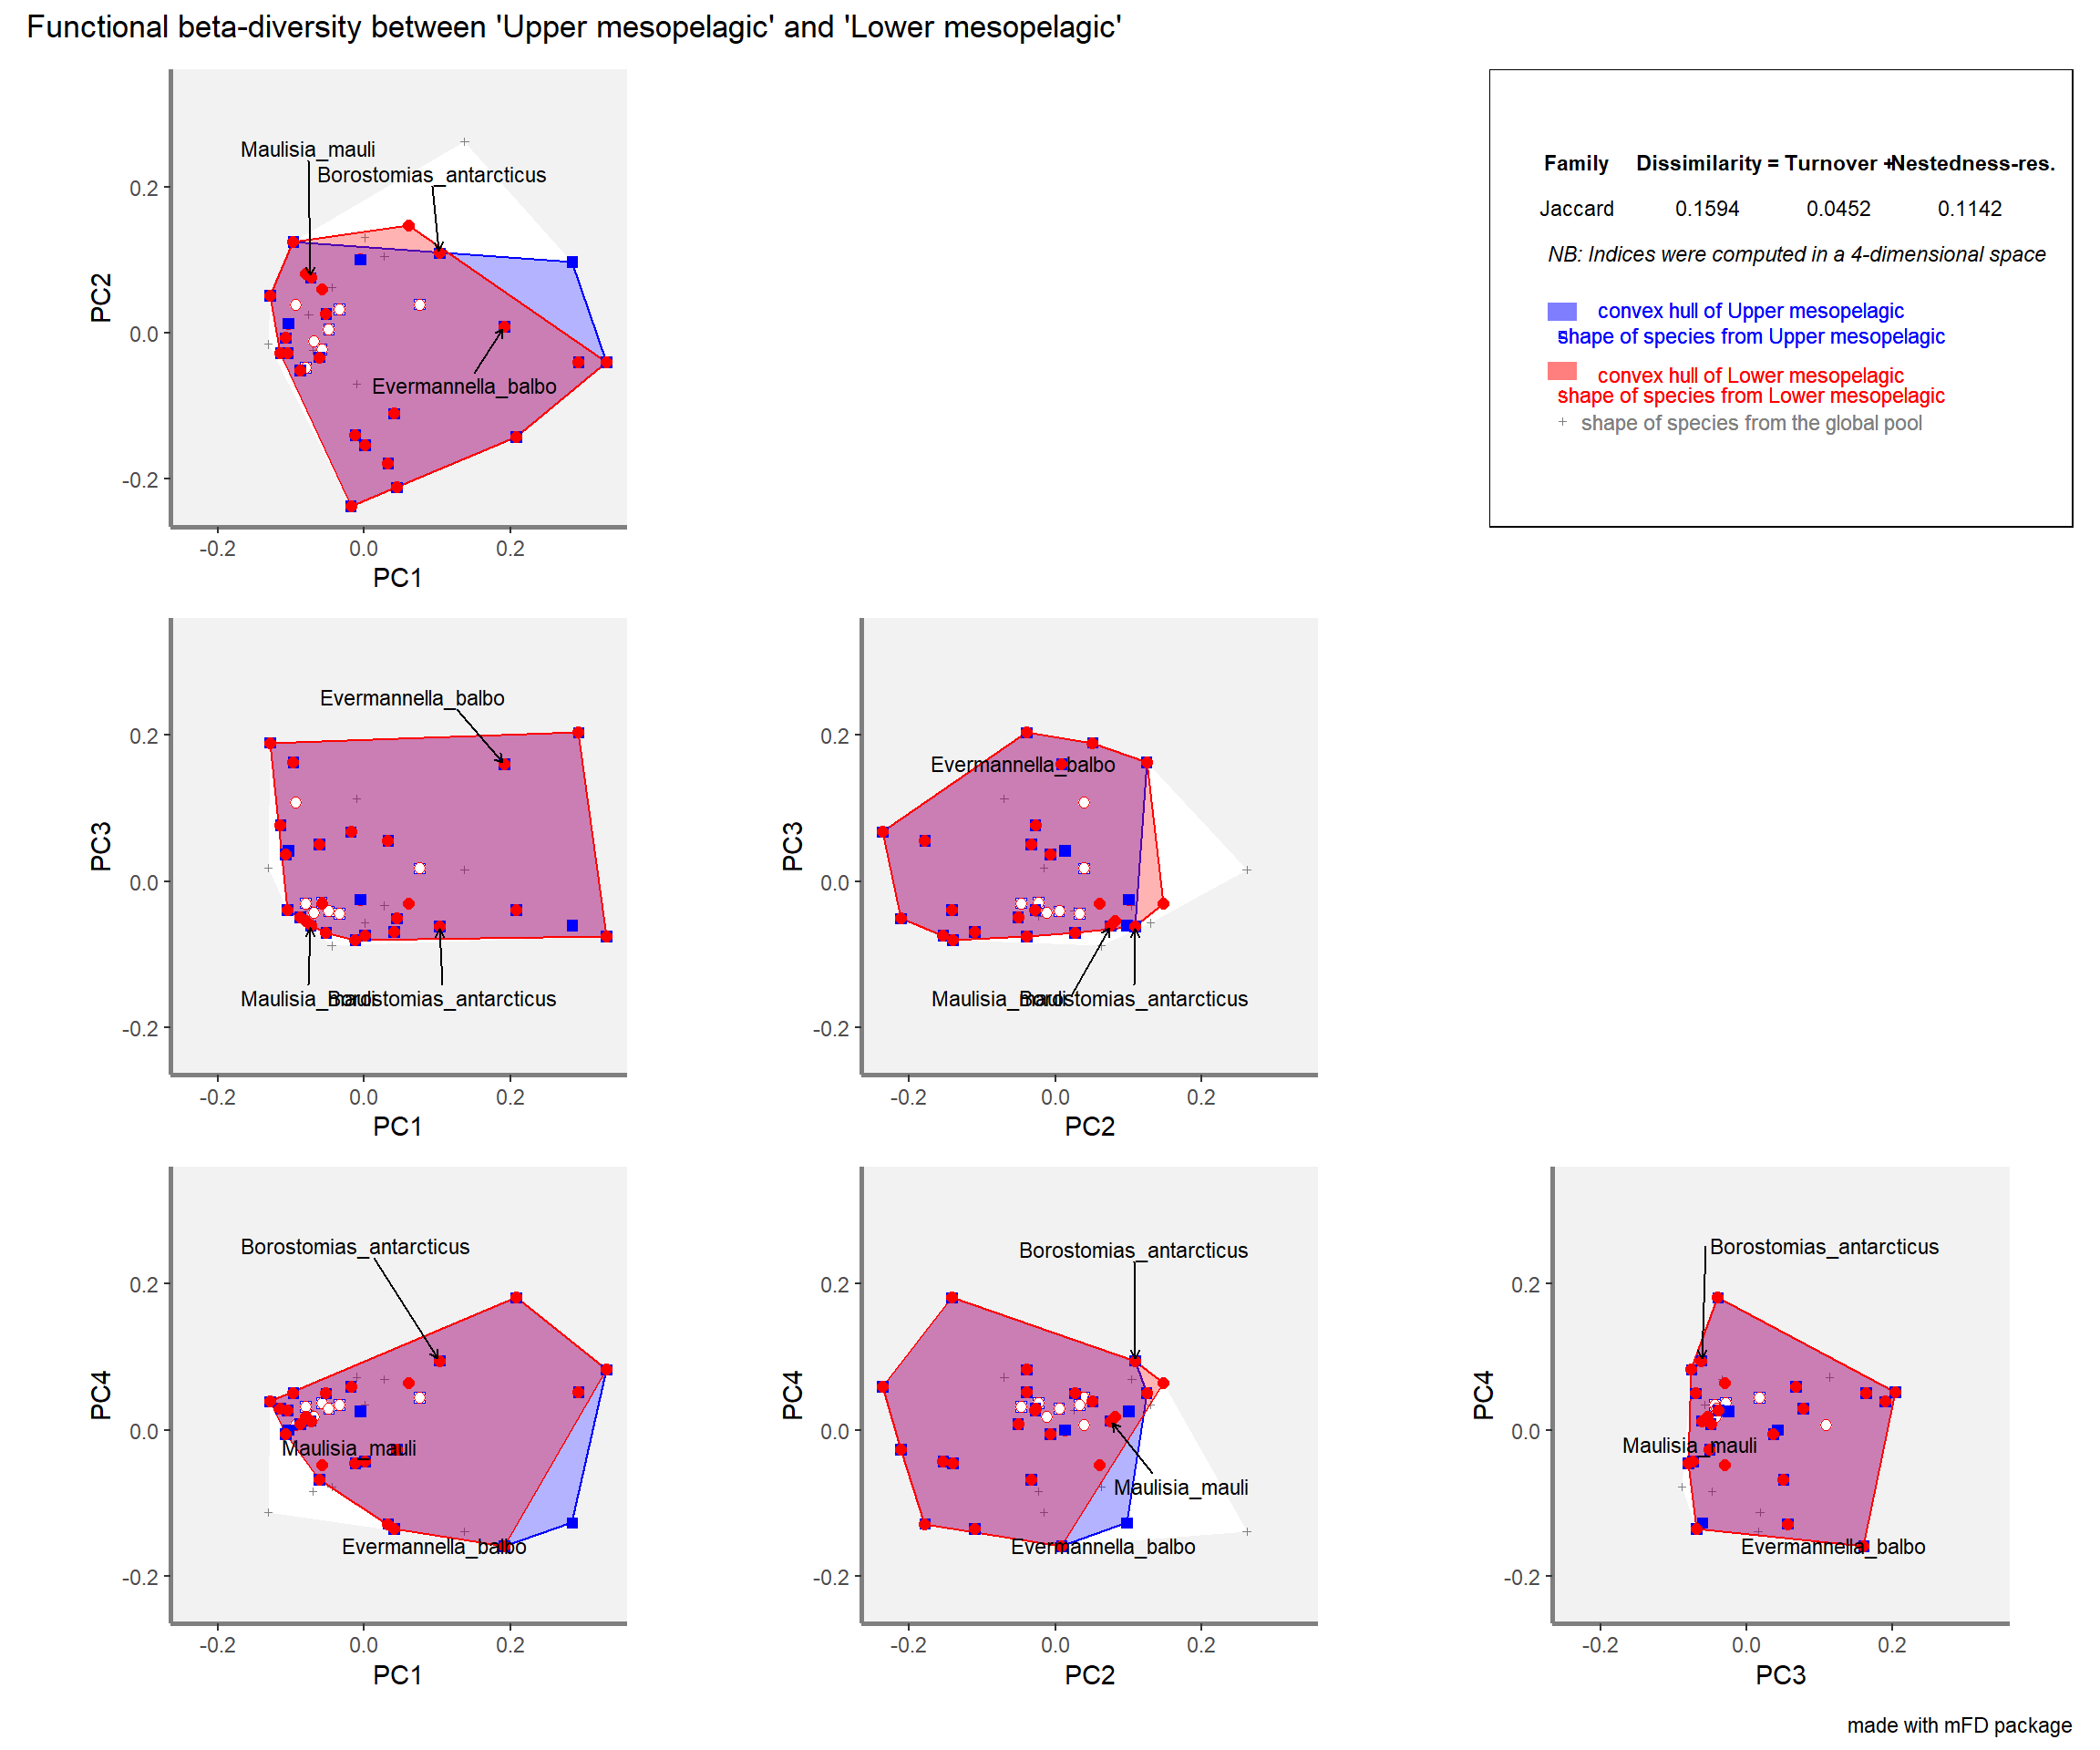 Functional beta-diversity between 'Upper mesopelagic' and 'Lower mesopelagic'
Maulisia_mauli
Borostomias_antarcticus
Evermannella_balbo
0.2
0.0
-0.2
PC2
-0.2 0.0 0.2
PC1
Family Dissimilarity = Turnover + Nestedness-res.
Jaccard 0.1594 0.0452 0.1142
NB: Indices were computed in a 4-dimensional space
convex hull of Upper mesopelagic
shape of species from Upper mesopelagic
convex hull of Lower mesopelagic
shape of species from Lower mesopelagic
shape of species from the global pool
Evermannella_balbo
Maulisia_mauli
Borostomias_antarcticus
0.2
0.0
-0.2
PC3
-0.2 0.0 0.2
PC1
Evermannella_balbo
Maulisia_mauli
Borostomias_antarcticus
0.2
0.0
-0.2
PC3
-0.2 0.0 0.2
PC2
Borostomias_antarcticus
Maulisia_mauli
Evermannella_balbo
0.2
0.0
-0.2
PC4
-0.2 0.0 0.2
PC1
Borostomias_antarcticus
Maulisia_mauli
Evermannella_balbo
0.2
0.0
-0.2
PC4
-0.2 0.0 0.2
PC2
Borostomias_antarcticus
Maulisia_mauli
Evermannella_balbo
0.2
0.0
-0.2
PC4
-0.2 0.0 0.2
PC3
made with mFD package